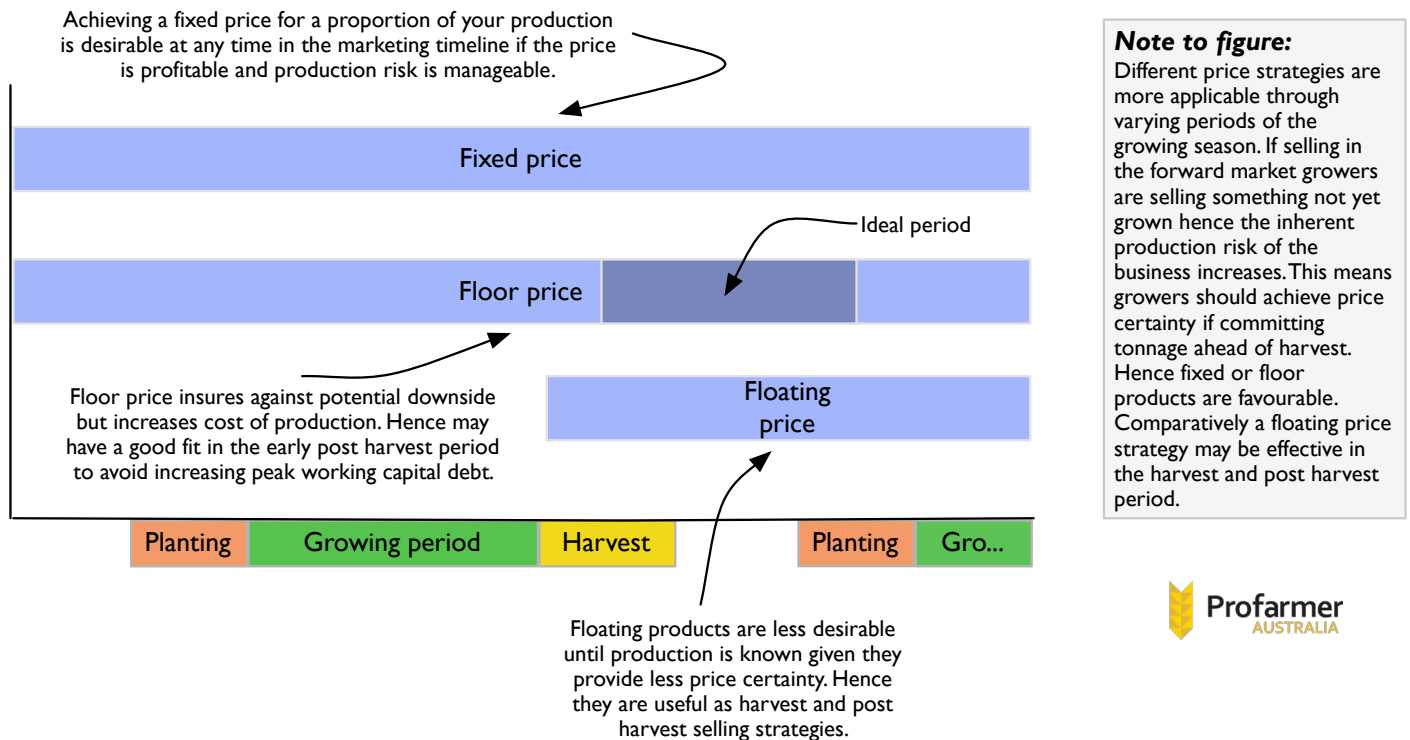 Achieving a fixed price for a proportion of your production
is desirable at any time in the marketing timeline if the price
is profitable and production risk is manageable.
Fixed price
Ideal period
Floor price
Floor price insures against potential downside
but increases cost of production. Hence may
have a good fit in the early post harvest period
to avoid increasing peak working capital debt.
Floating
price
Planting
Growing period
Harvest
Planting
Gro...
Floating products are less desirable
until production is known given they
provide less price certainty. Hence
they are useful as harvest and post
harvest selling strategies.
Note to figure:
Different price strategies are
more applicable through
varying periods of the
growing season. If selling in
the forward market growers
are selling something not yet
grown hence the inherent
production risk of the
business increases. This means
growers should achieve price
certainty if committing
tonnage ahead of harvest.
Hence fixed or floor
products are favourable.
Comparatively a floating price
strategy may be effective in
the harvest and post harvest
period.
Profarmer
AUSTRALIA